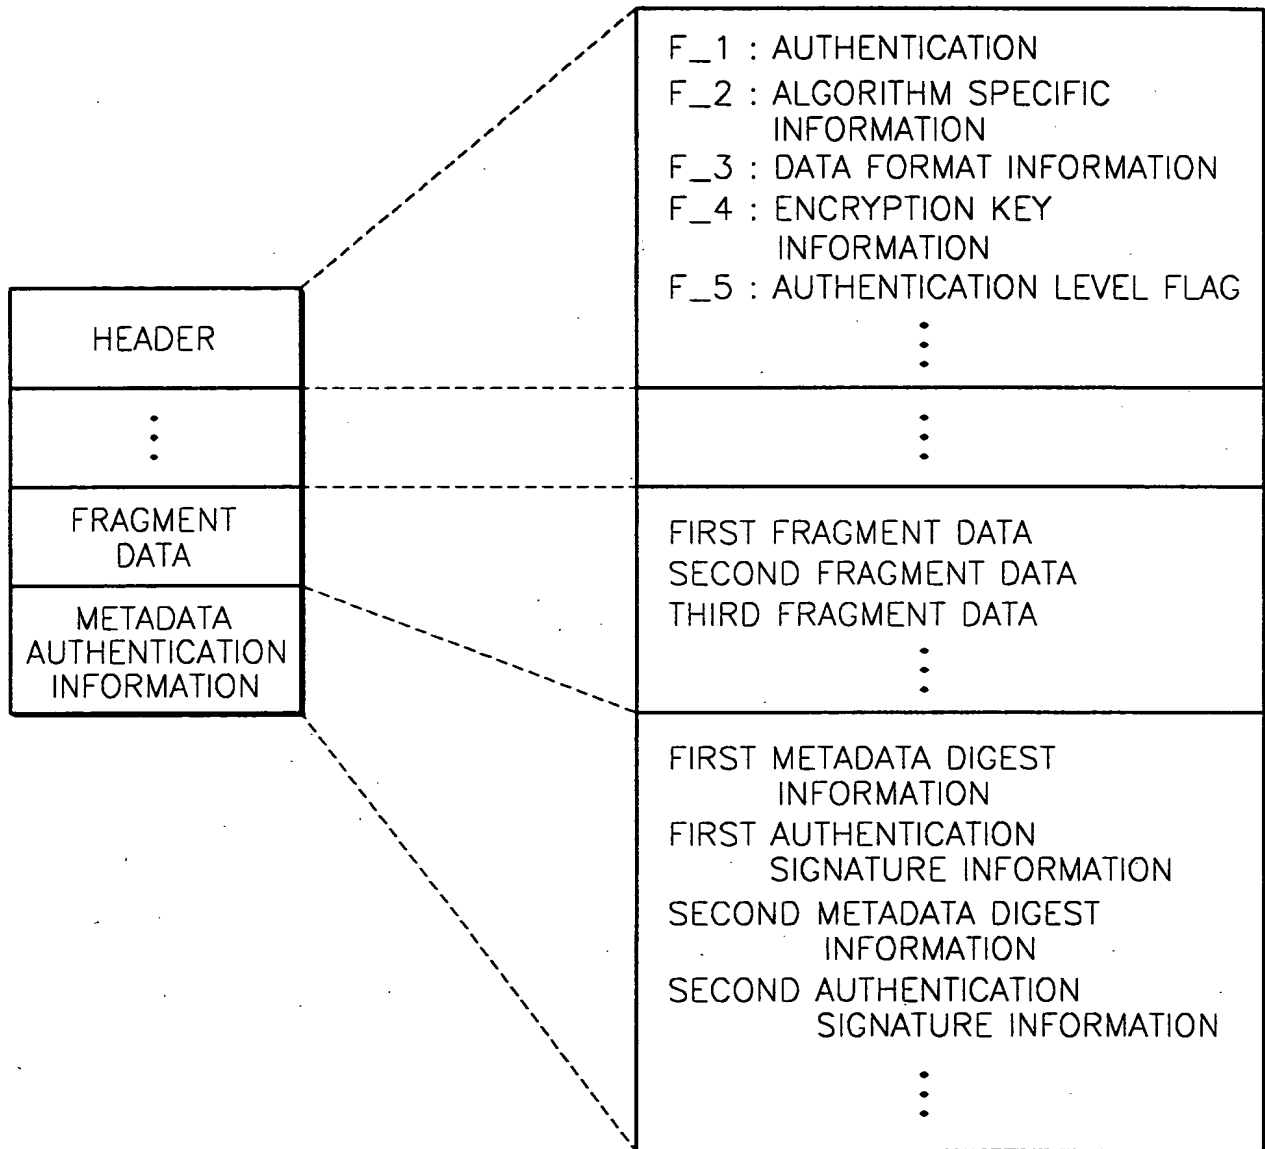 HEADER
FRAGMENT
DATA
METADATA
AUTHENTICATION
INFORMATION
F_1 : AUTHENTICATION
F_2 : ALGORITHM SPECIFIC
INFORMATION
F_3 : DATA FORMAT INFORMATION
F_4 : ENCRYPTION KEY
INFORMATION
F_5 : AUTHENTICATION LEVEL FLAG
FIRST FRAGMENT DATA
SECOND FRAGMENT DATA
THIRD FRAGMENT DATA
FIRST METADATA DIGEST
INFORMATION
FIRST AUTHENTICATION
SIGNATURE INFORMATION
SECOND METADATA DIGEST
INFORMATION
SECOND AUTHENTICATION
SIGNATURE INFORMATION